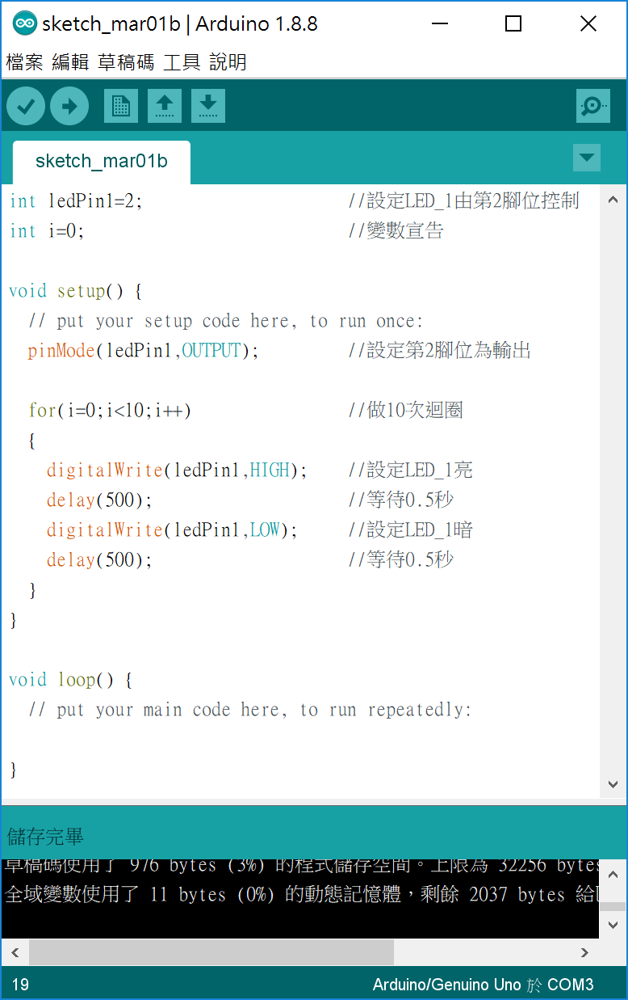 sketch_mar01b | Arduino 1.8.8
檔案 編輯 草稿碼 工具 說明
sketch_mar01b
int ledPin1=2; //設定LED_1由第2腳位控制
int i=0; //變數宣告
void setup() {
// put your setup code here, to run once:
pinMode(ledPin1,OUTPUT); //設定第2腳位為輸出
for(i=0;i<10;i++) //做10次迴圈
{
digitalWrite(ledPin1,HIGH); //設定LED_1亮
delay(500); //等待0.5秒
digitalWrite(ledPin1,LOW); //設定LED_1暗
delay(500); //等待0.5秒
}
}
void loop() {
// put your main code here, to run repeatedly:
}
儲存完畢
草稿碼使用了 976 bytes (3%) 的程式儲存空間。上限為 32256 bytes
全域變數使用了 11 bytes (0%) 的動態記憶體，剩餘 2037 bytes 給
19
Arduino/Genuino Uno 於 COM3